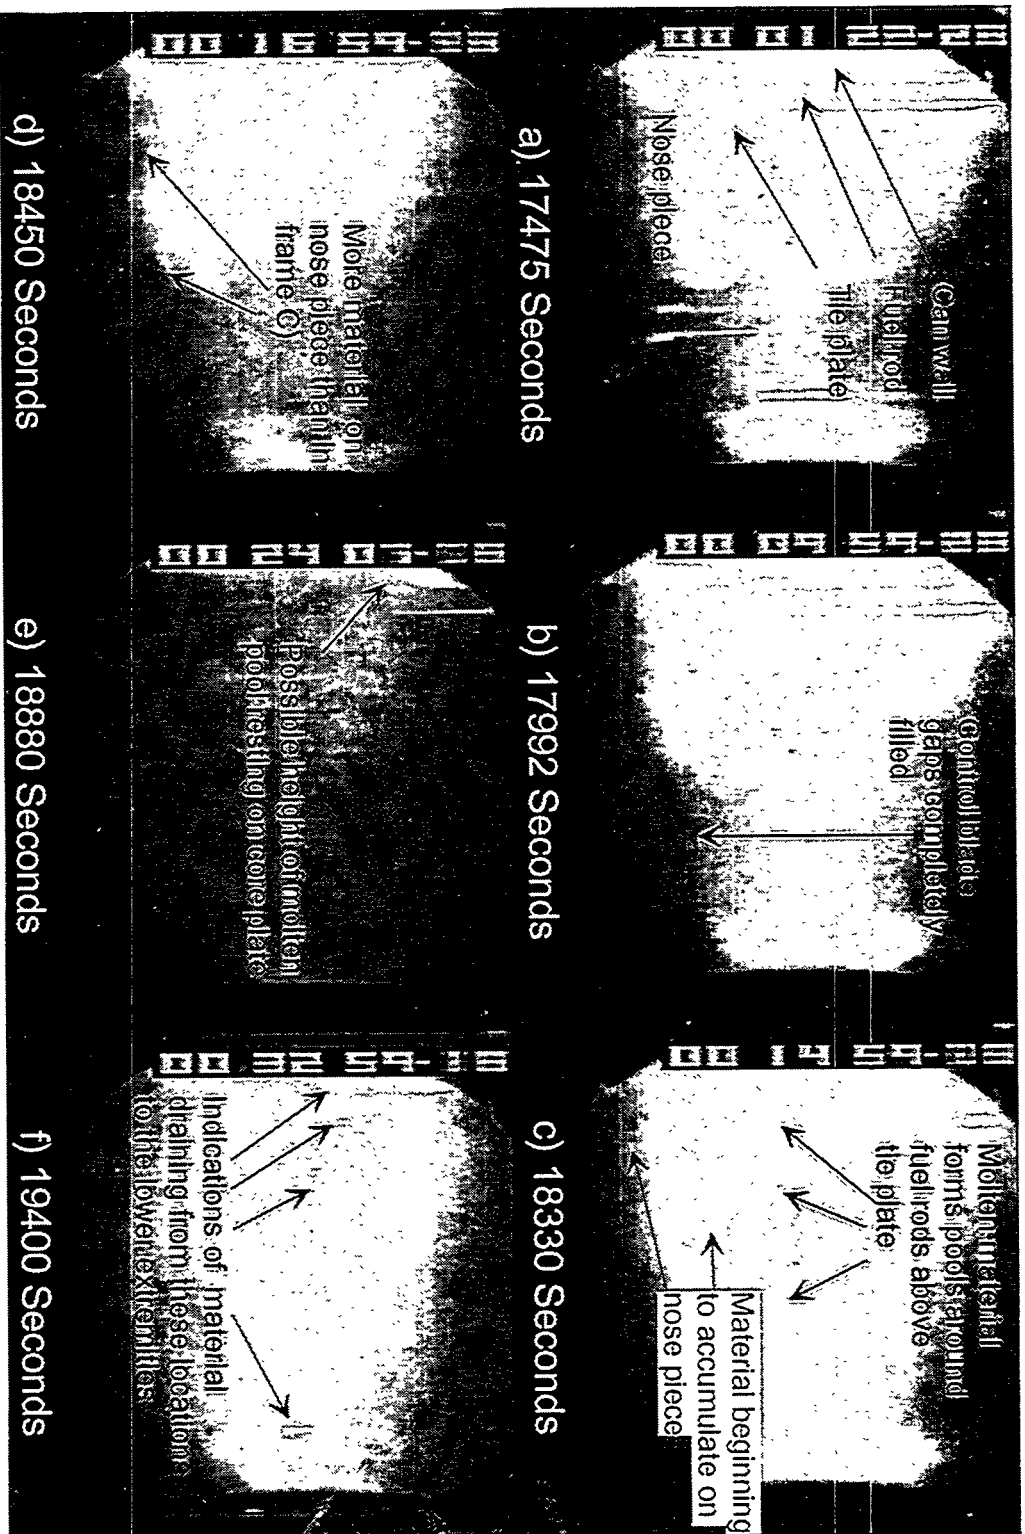 Can wall
Fuel rod
Tie plate
Nose piece
a) 17475 Seconds
Control blade
gaps completely
filled
b) 17992 Seconds
Molten material
forms pools around
fuel rods above
tie plate
Material beginning
to accumulate on
nose piece
c) 18330 Seconds
More material on
nose piece than in
frame C)
d) 18450 Seconds
Possible height of molten
pool resting on core plate
e) 18880 Seconds
Indications of material
draining from these location
to the lower extremities
f) 19400 Seconds